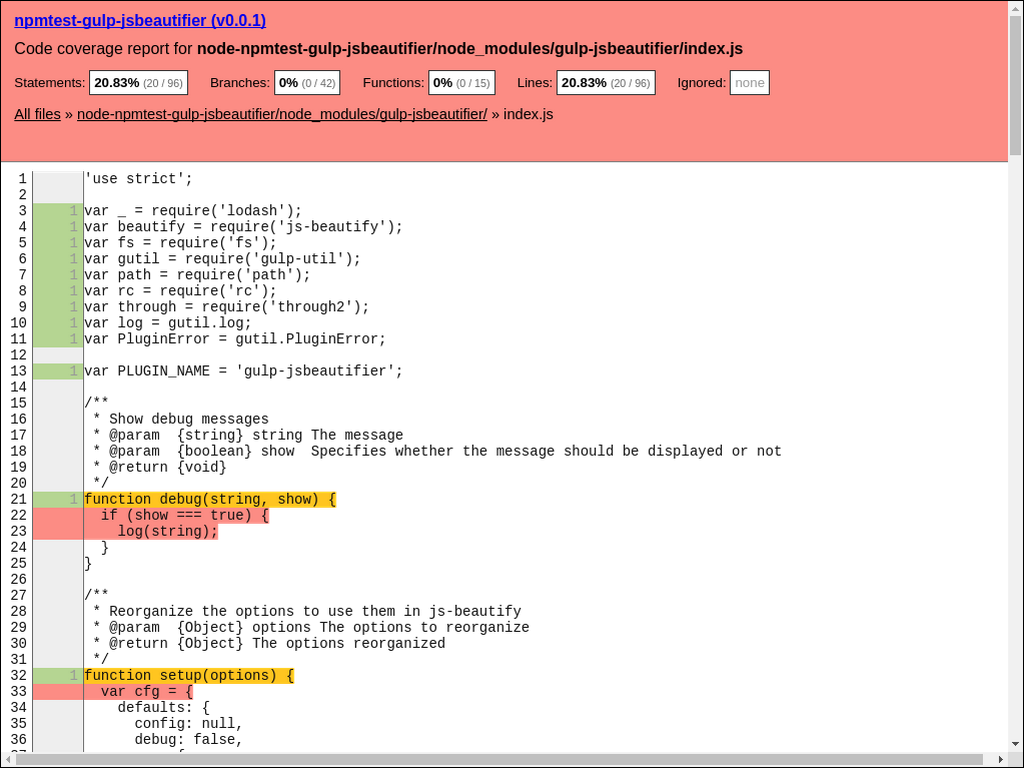 npmtest-gulp-jsbeautifier (v0.0.1)
Code coverage report for node-npmtest-gulp-jsbeautifier/node_modules/gulp-jsbeautifier/index.js
Statements: 20.83% (20 / 96) Branches: 0% (0 / 42) Functions: 0% (0 / 15) Lines: 20.83% (20 / 96) Ignored: none
All files » node-npmtest-gulp-jsbeautifier/node_modules/gulp-jsbeautifier/ » index.js
1 'use strict';
2
3 1 var _ = require('lodash');
4 1 var beautify = require('js-beautify');
5 1 var fs = require('fs');
6 1 var gutil = require('gulp-util');
7 1 var path = require('path');
8 1 var rc = require('rc');
9 1 var through = require('through2');
10 1 var log = gutil.log;
11 1 var PluginError = gutil.PluginError;
12
13 1 var PLUGIN_NAME = 'gulp-jsbeautifier';
14
15 /**
16  * Show debug messages
17  * @param  {string} string The message
18  * @param  {boolean} show  Specifies whether the message should be displayed or not
19  * @return {void}
20  */
21 1 function debug(string, show) {
22   if (show === true) {
23     log(string);
24   }
25 }
26
27 /**
28  * Reorganize the options to use them in js-beautify
29  * @param  {Object} options The options to reorganize
30  * @return {Object} The options reorganized
31  */
32 1 function setup(options) {
33   var cfg = {
34     defaults: {
35       config: null,
36       debug: false,